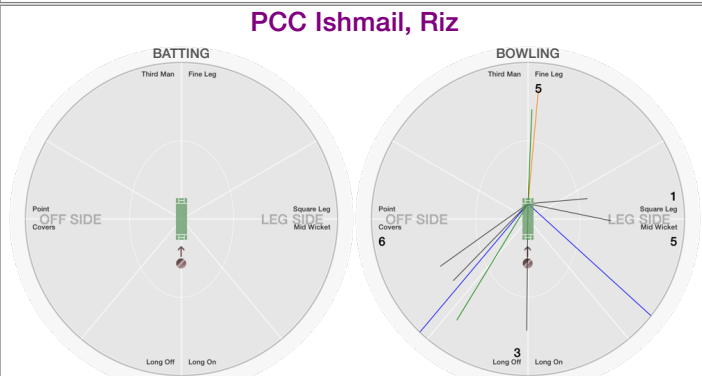 PCC Ishmail, Riz
BATTING
Third Man
Fine Leg
Point
OFF SIDE
Covers
Square Leg
LEG SIDE
Mid Wicket
Long Off
Long On
BOWLING
Third Man
Fine Leg
5
1
Point
OFF SIDE
Covers
6
Square Leg
LEG SIDE
Mid Wicket
5
3
Long Off
Long On